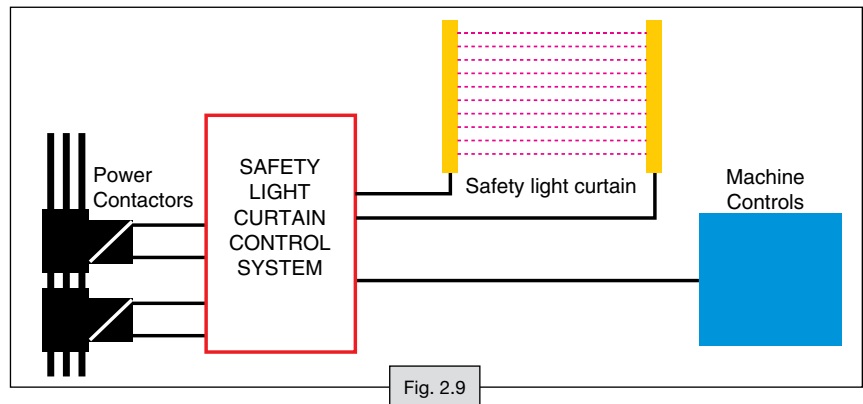 Power
Contactors
SAFETY
LIGHT
CURTAIN
CONTROL
SYSTEM
Safety light curtain
Machine
Controls
Fig. 2.9